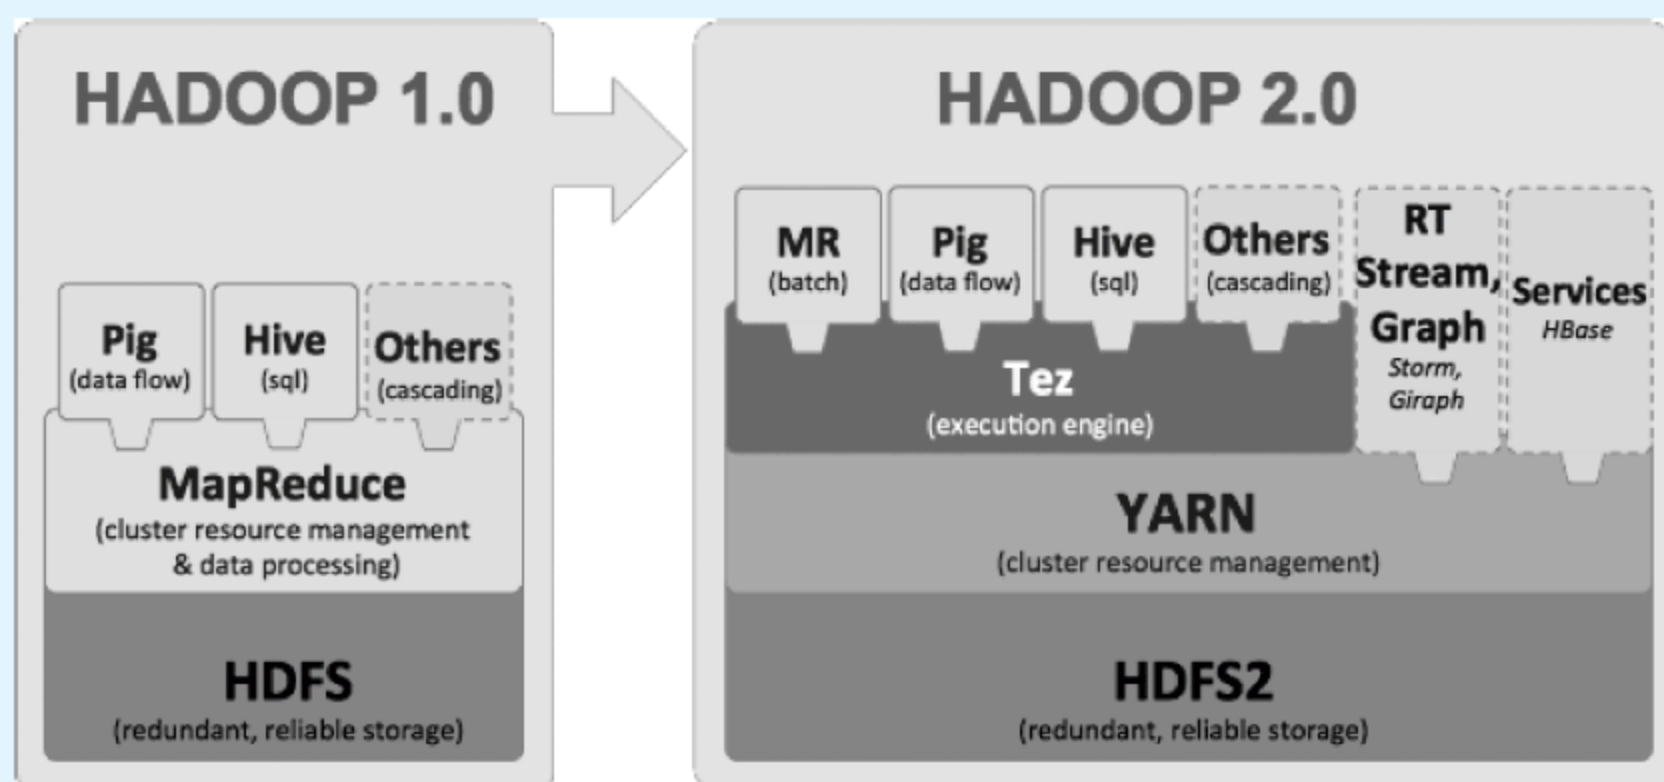 HADOOP 1.0
Pig
(data flow)
Hive
(sql)
Others
(cascading)
MapReduce
(cluster resource management
& data processing)
HDFS
(redundant, reliable storage)
HADOOP 2.0
MR
(batch)
Pig
(data flow)
Hive
(sql)
Others
(cascading)
RT
Stream,
Graph
Storm,
Giraph
Services
HBase
Tez
(execution engine)
YARN
(cluster resource management)
HDFS2
(redundant, reliable storage)